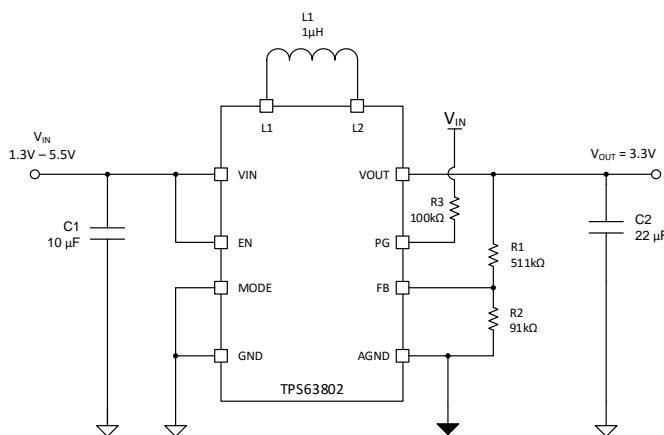 L1
1µH
L1
L2
VIN
1.3V – 5.5V
VIN
VOUT = 3.3V
VIN
VOUT
R3
100kΩ
C1
10 µF
EN
PG
R1
511kΩ
C2
22 µF
MODE
FB
R2
91kΩ
GND
AGND
TPS63802